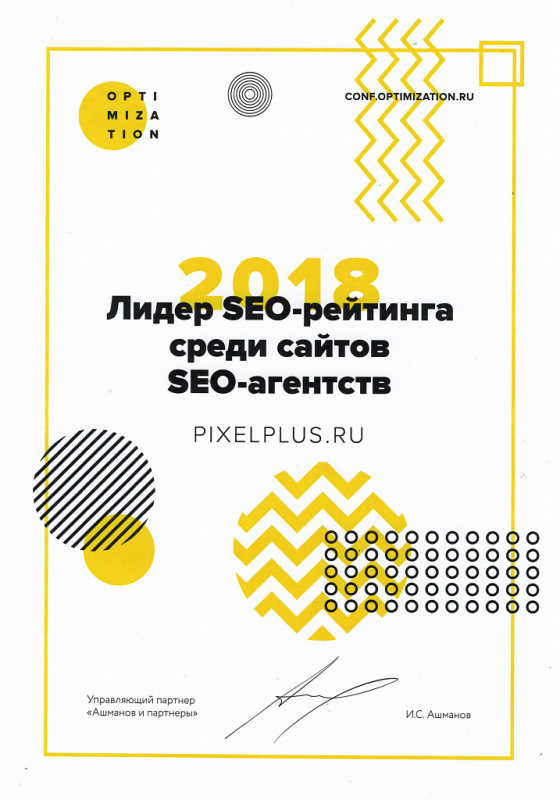 OPTI
MIZA
TION
CONF.OPTIMIZATION.RU
2018
Лидер SEO-рейтинга
среди сайтов
SEO-агентств
PIXELPLUS.RU
Управляющий партнер
«Ашманов и партнеры»
И.С. Ашманов